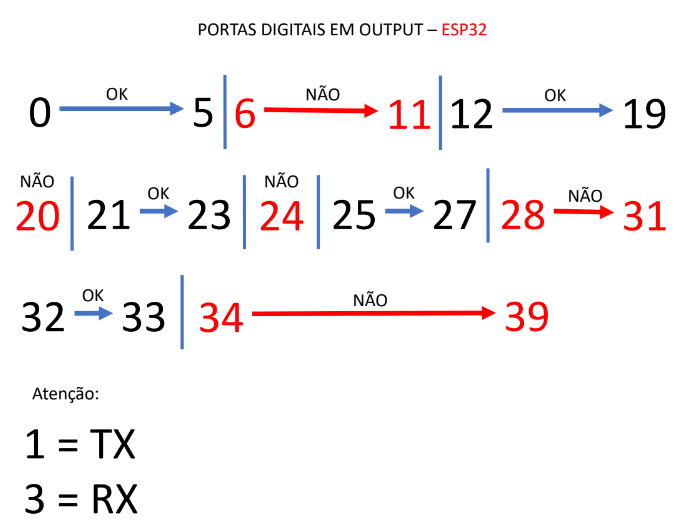 PORTAS DIGITAIS EM OUTPUT – ESP32
0 OK 5 6 NÃO 11 12 OK 19
NÃO 20 21 OK 23 NÃO 24 25 OK 27 28 NÃO 31
32 OK 33 34 NÃO 39
Atenção:
1 = TX
3 = RX